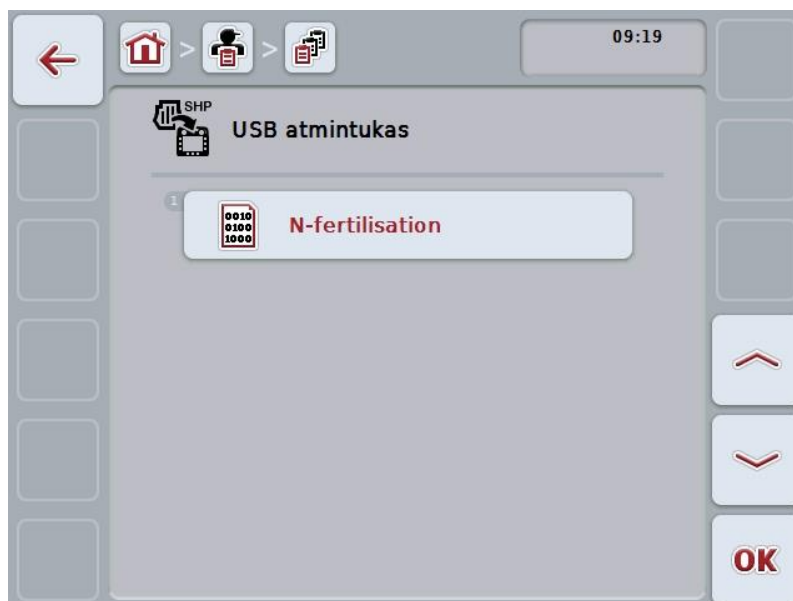 > >
09:19
SHP
USB atmintukas
1
0010
0100
1000
N-fertilisation
OK